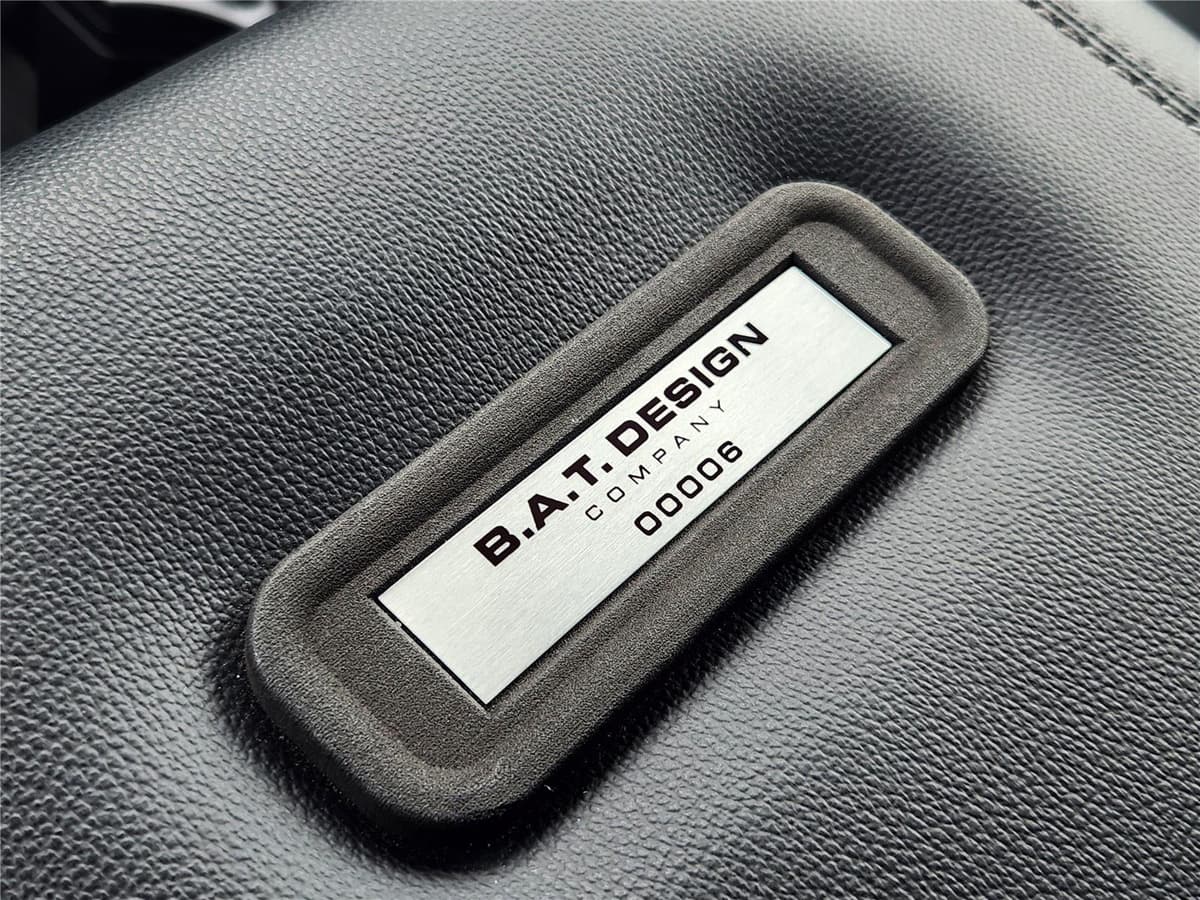 B.A.T. DESIGN
COMPANY
00006